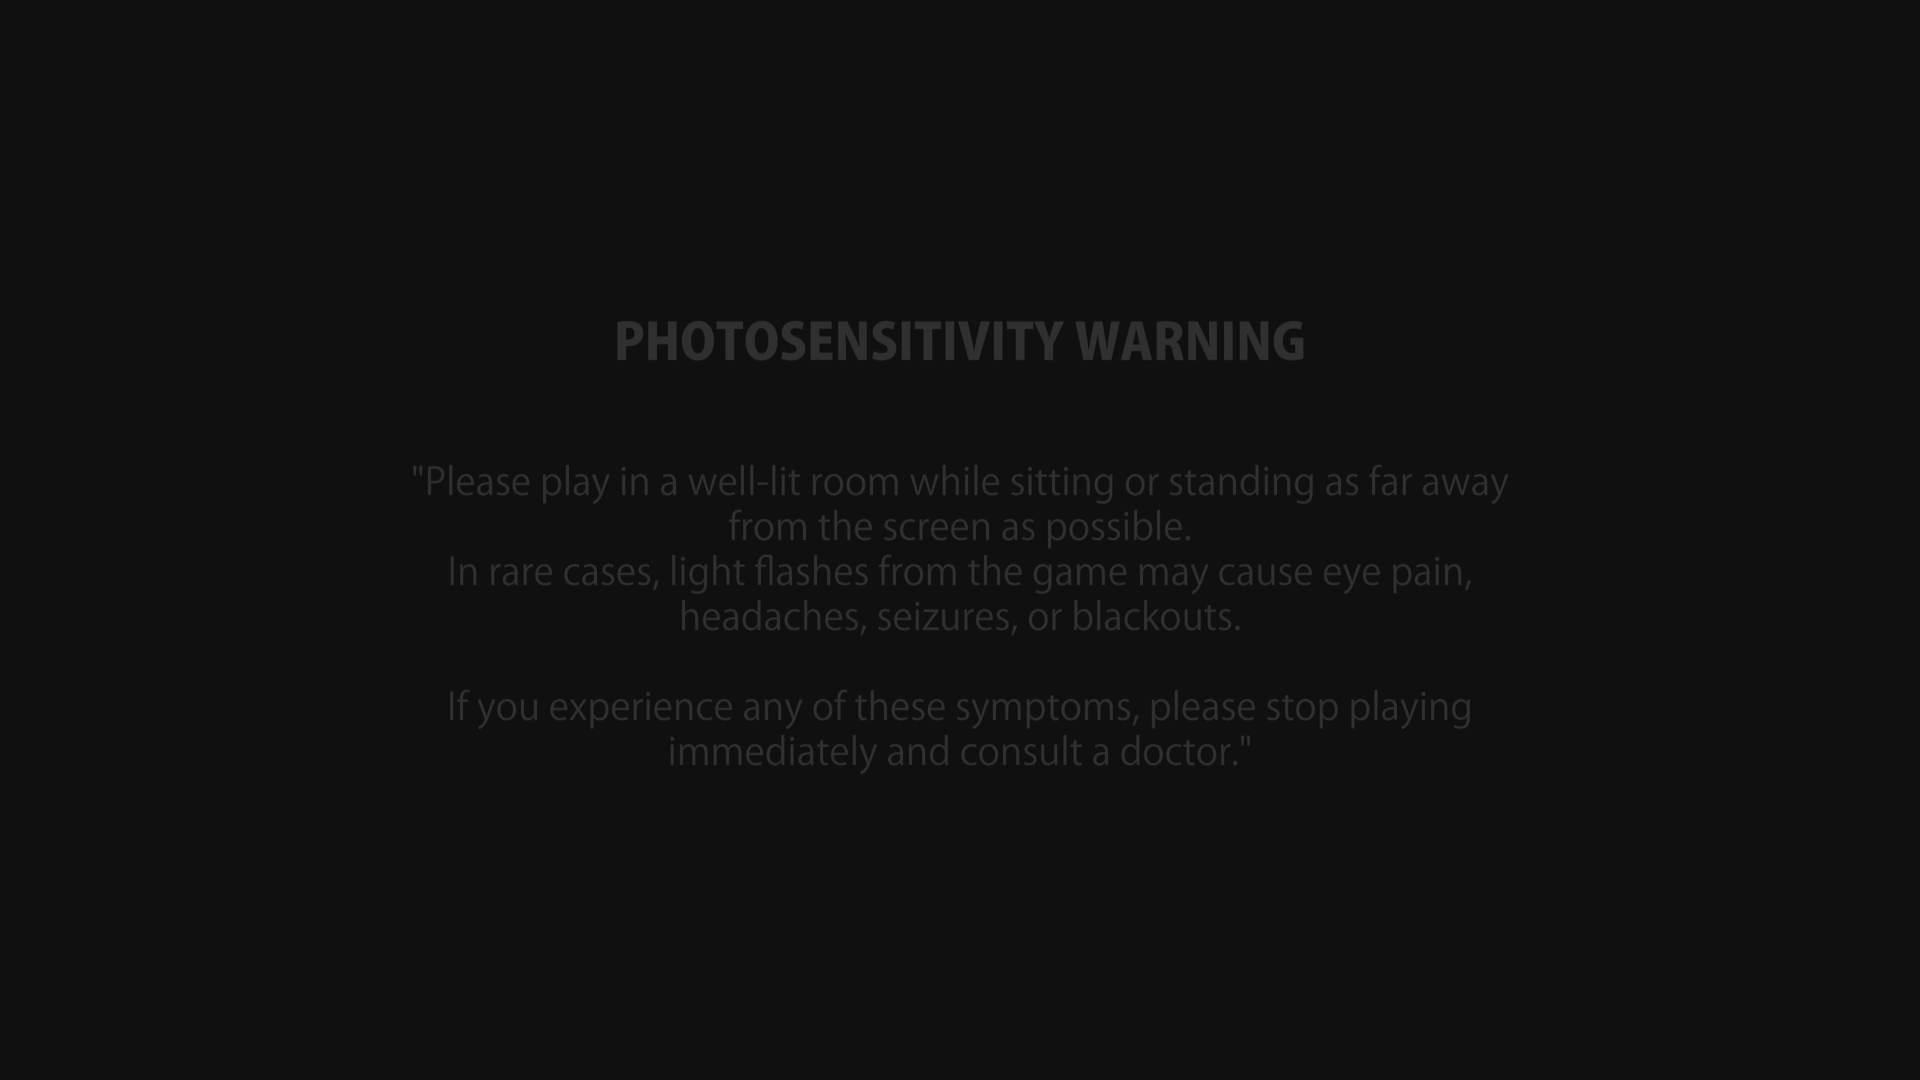 PHOTOSENSITIVITY WARNING
"Please play in a well-lit room while sitting or standing as far away
from the screen as possible.
In rare cases, light flashes from the game may cause eye pain,
headaches, seizures, or blackouts.
If you experience any of these symptoms, please stop playing
immediately and consult a doctor."